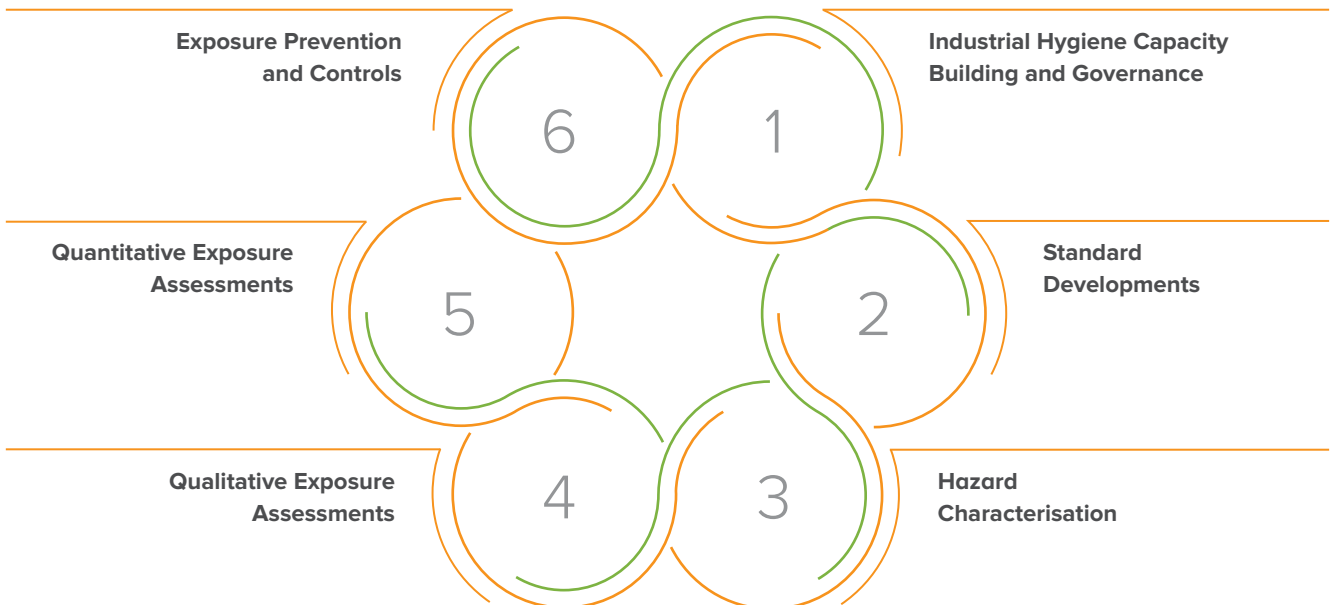 Exposure Prevention
and Controls
6
1
Industrial Hygiene Capacity
Building and Governance
Quantitative Exposure
Assessments
5
2
Standard
Developments
Qualitative Exposure
Assessments
4
3
Hazard
Characterisation